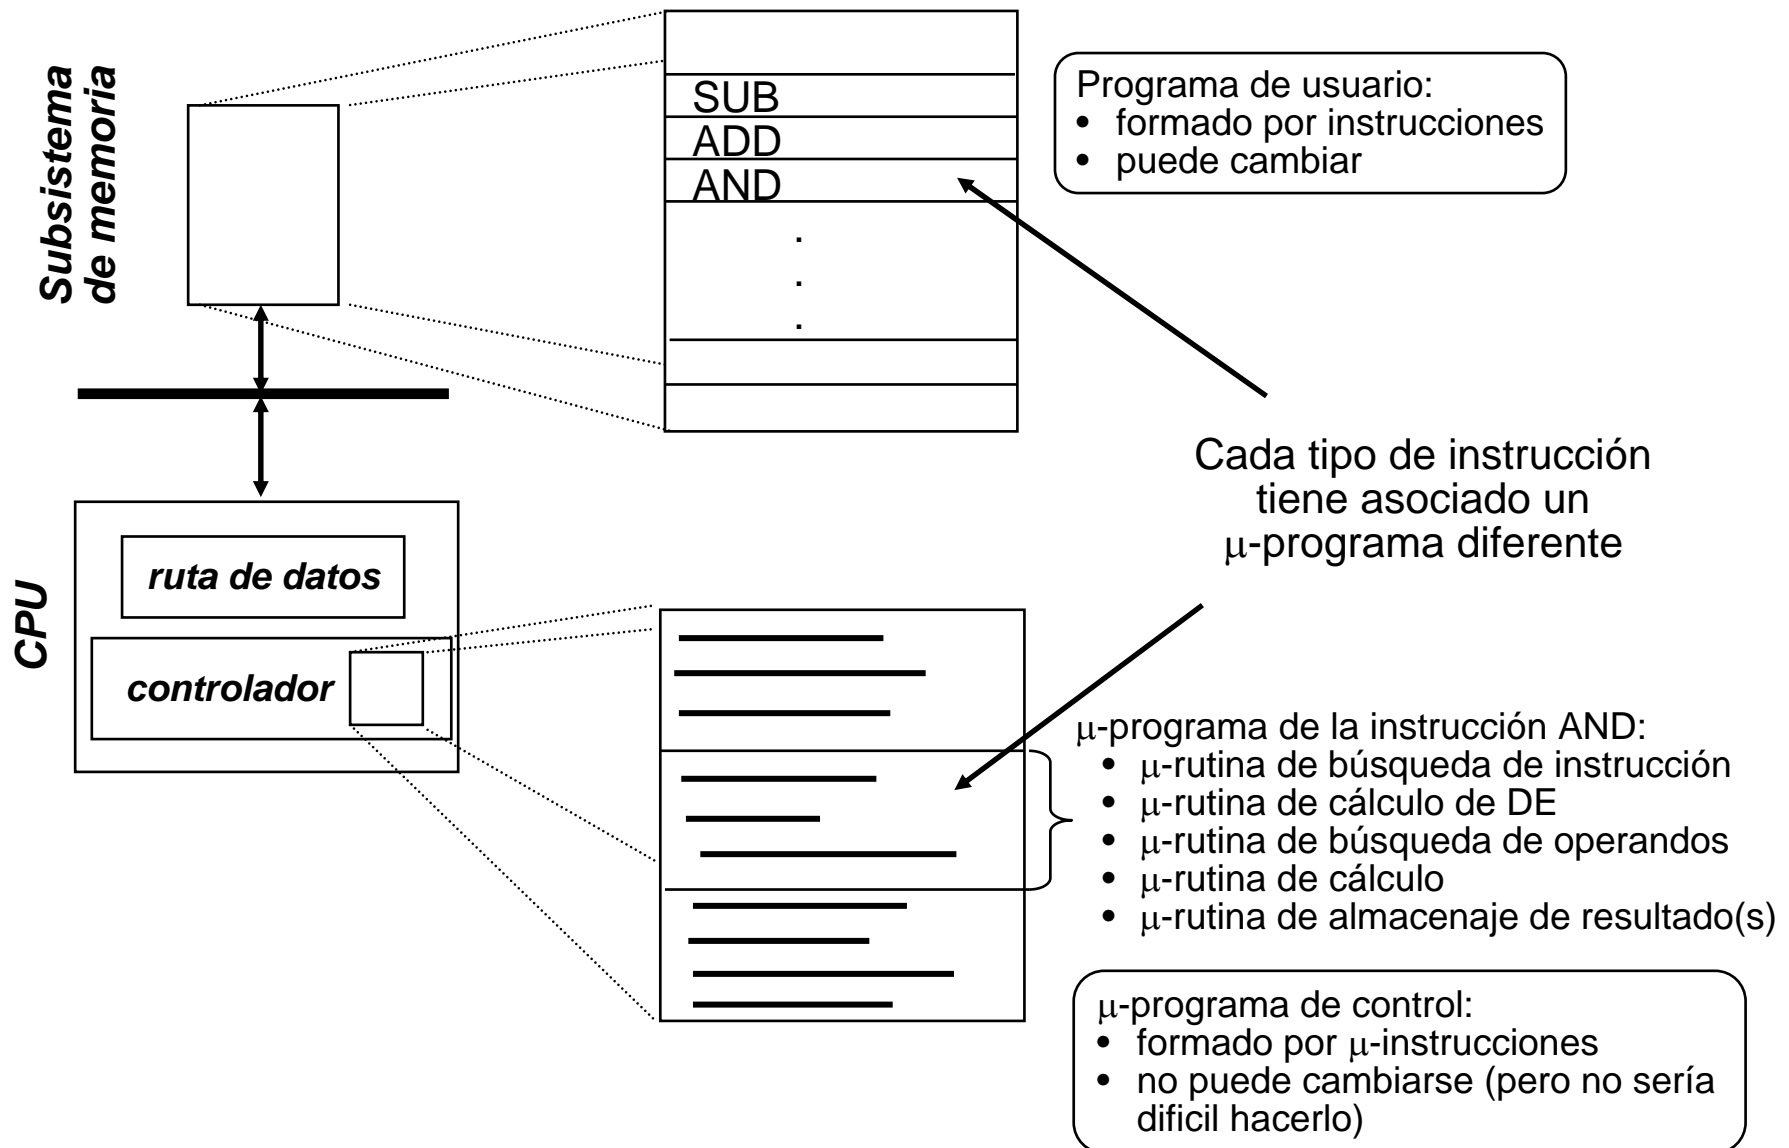 Subsistema
de memoria
SUB
ADD
AND
.
.
.
Programa de usuario:
• formado por instrucciones
• puede cambiar
Cada tipo de instrucción
tiene asociado un
μ-programa diferente
CPU
ruta de datos
controlador
μ-programa de la instrucción AND:
• μ-rutina de búsqueda de instrucción
• μ-rutina de cálculo de DE
• μ-rutina de búsqueda de operandos
• μ-rutina de cálculo
• μ-rutina de almacenaje de resultado(s)
μ-programa de control:
• formado por μ-instrucciones
• no puede cambiarse (pero no sería
dificil hacerlo)